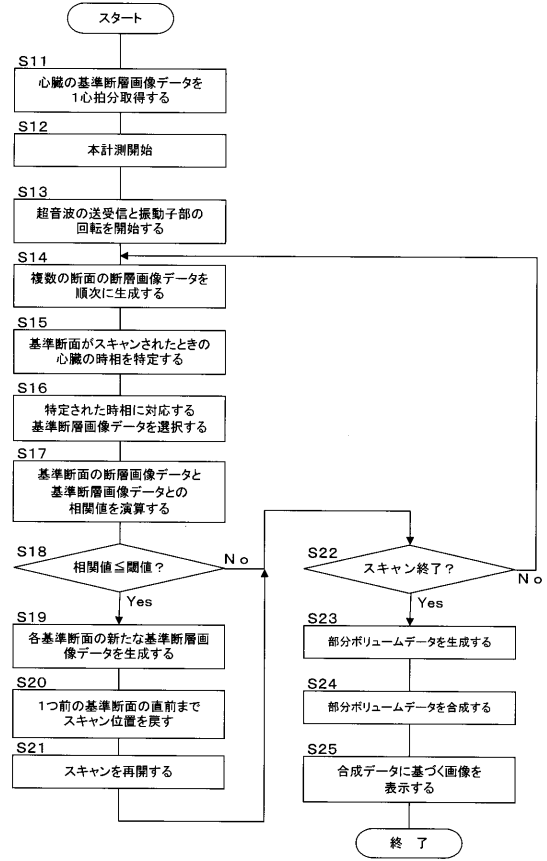 スタート
S11
心臓の基準断層画像データを
1心拍分取得する
S12
本計測開始
S13
超音波の送受信と振動子部の
回転を開始する
S14
複数の断面の断層画像データを
順次に生成する
S15
基準断面がスキャンされたときの
心臓の時相を特定する
S16
特定された時相に対応する
基準断層画像データを選択する
S17
基準断面の断層画像データと
基準断層画像データとの
相関値を演算する
S18
相関値≦閾値?
No
Yes
S19
各基準断面の新たな基準断層画
像データを生成する
S20
1つ前の基準断面の直前まで
スキャン位置を戻す
S21
スキャンを再開する
S22
スキャン終了?
No
Yes
S23
部分ボリュームデータを生成する
S24
部分ボリュームデータを合成する
S25
合成データに基づく画像を
表示する
終 了